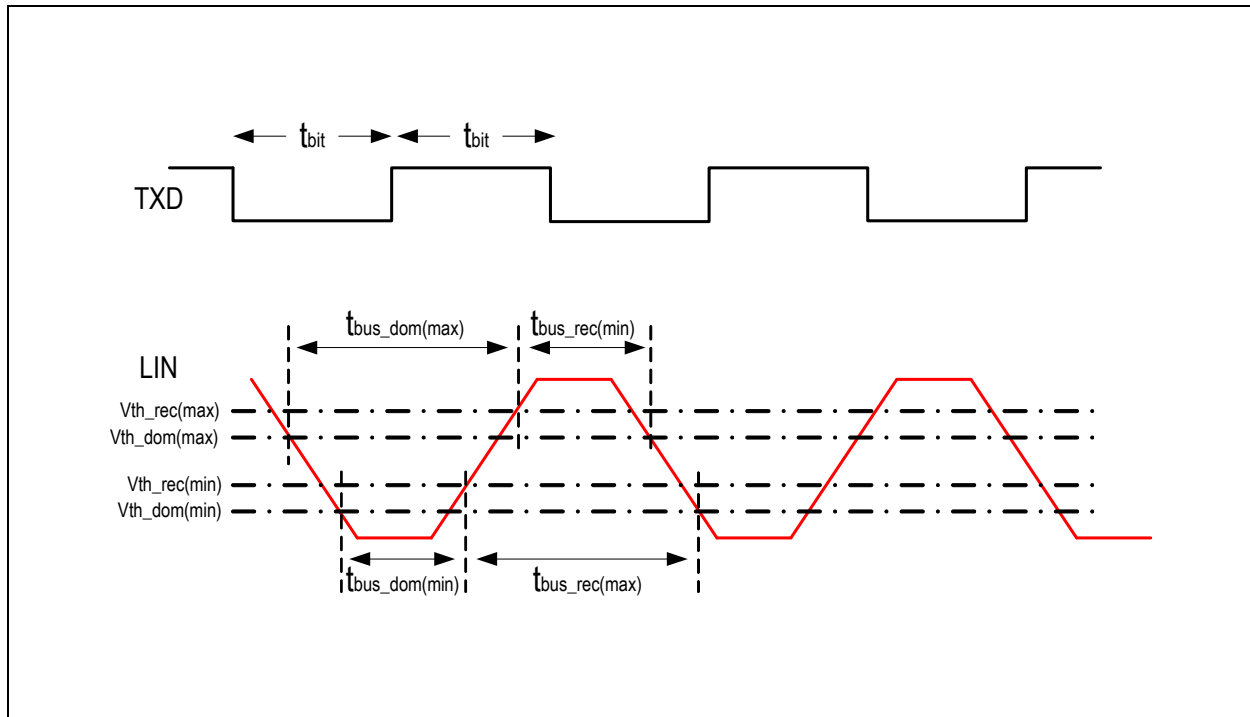 tbit
tbit
TXD
tbus_dom(max)
tbus_rec(min)
LIN
Vth_rec(max)
Vth_dom(max)
Vth_rec(min)
Vth_dom(min)
tbus_dom(min)
tbus_rec(max)